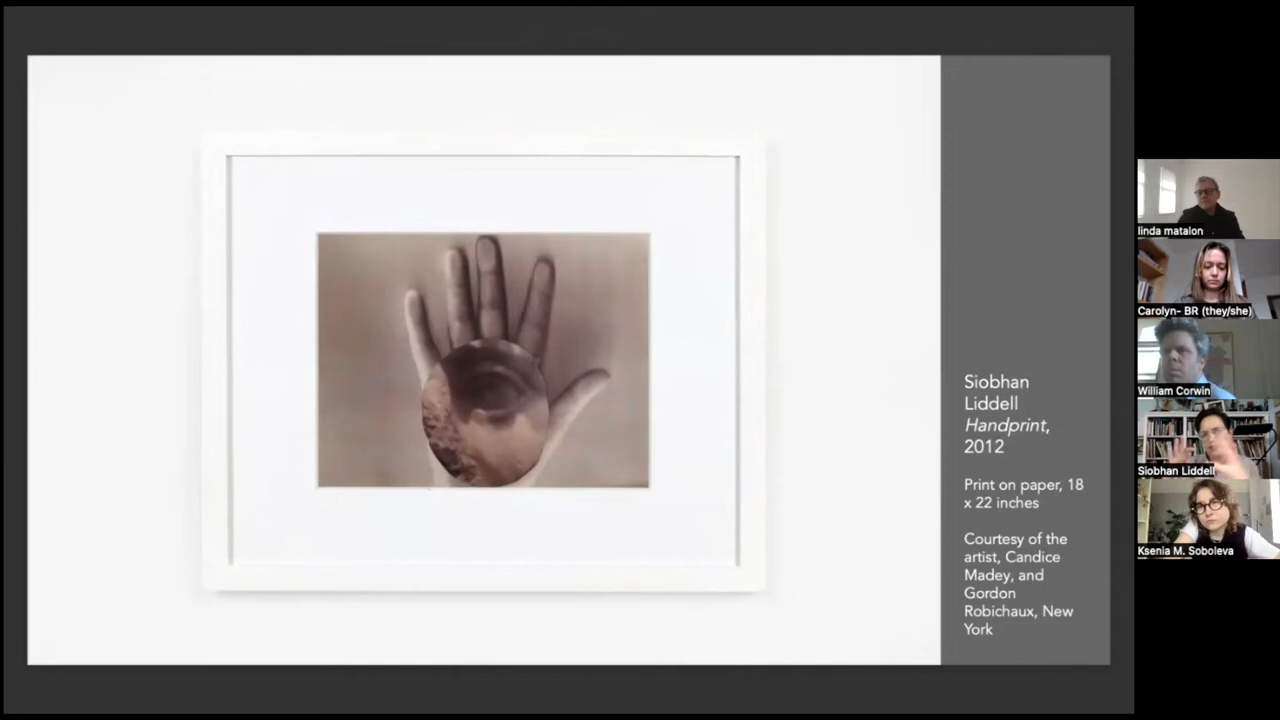 Siobhan
Liddell
Handprint,
2012
Print on paper, 18
x 22 inches
Courtesy of the
artist, Candice
Madey, and
Gordon
Robichaux, New
York
linda matalon
Carolyn- BR (they/she)
William Corwin
Siobhan Liddell
Ksenia M. Soboleva